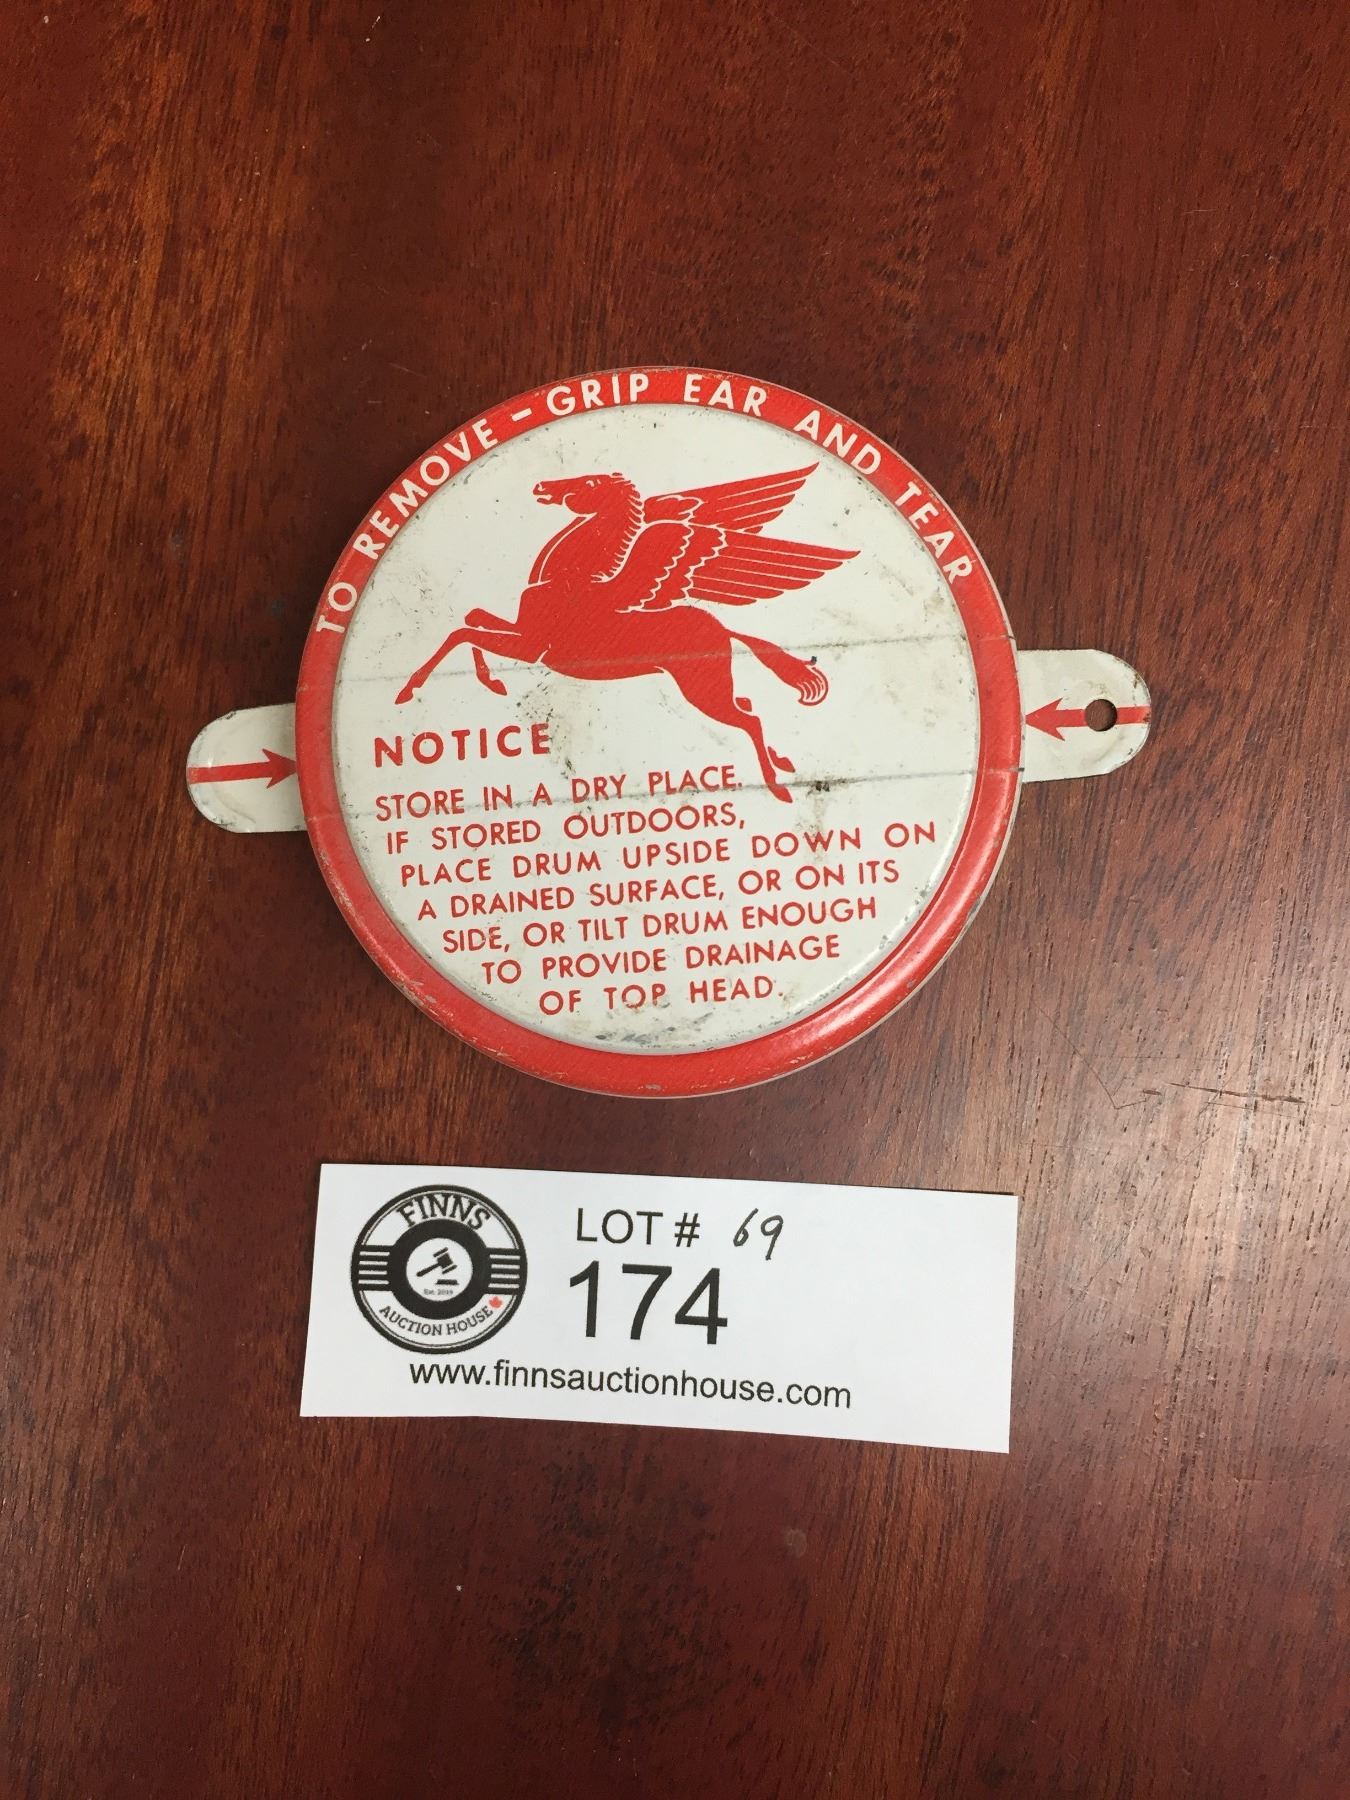 TO REMOVE - GRIP EAR AND TEAR
NOTICE
STORE IN A DRY PLACE.
IF STORED OUTDOORS,
PLACE DRUM UPSIDE DOWN ON
A DRAINED SURFACE, OR ON ITS
SIDE, OR TILT DRUM ENOUGH
TO PROVIDE DRAINAGE
OF TOP HEAD.
FINNS
Est. 2019
AUCTION HOUSE
LOT # 69
174
www.finnsauctionhouse.com